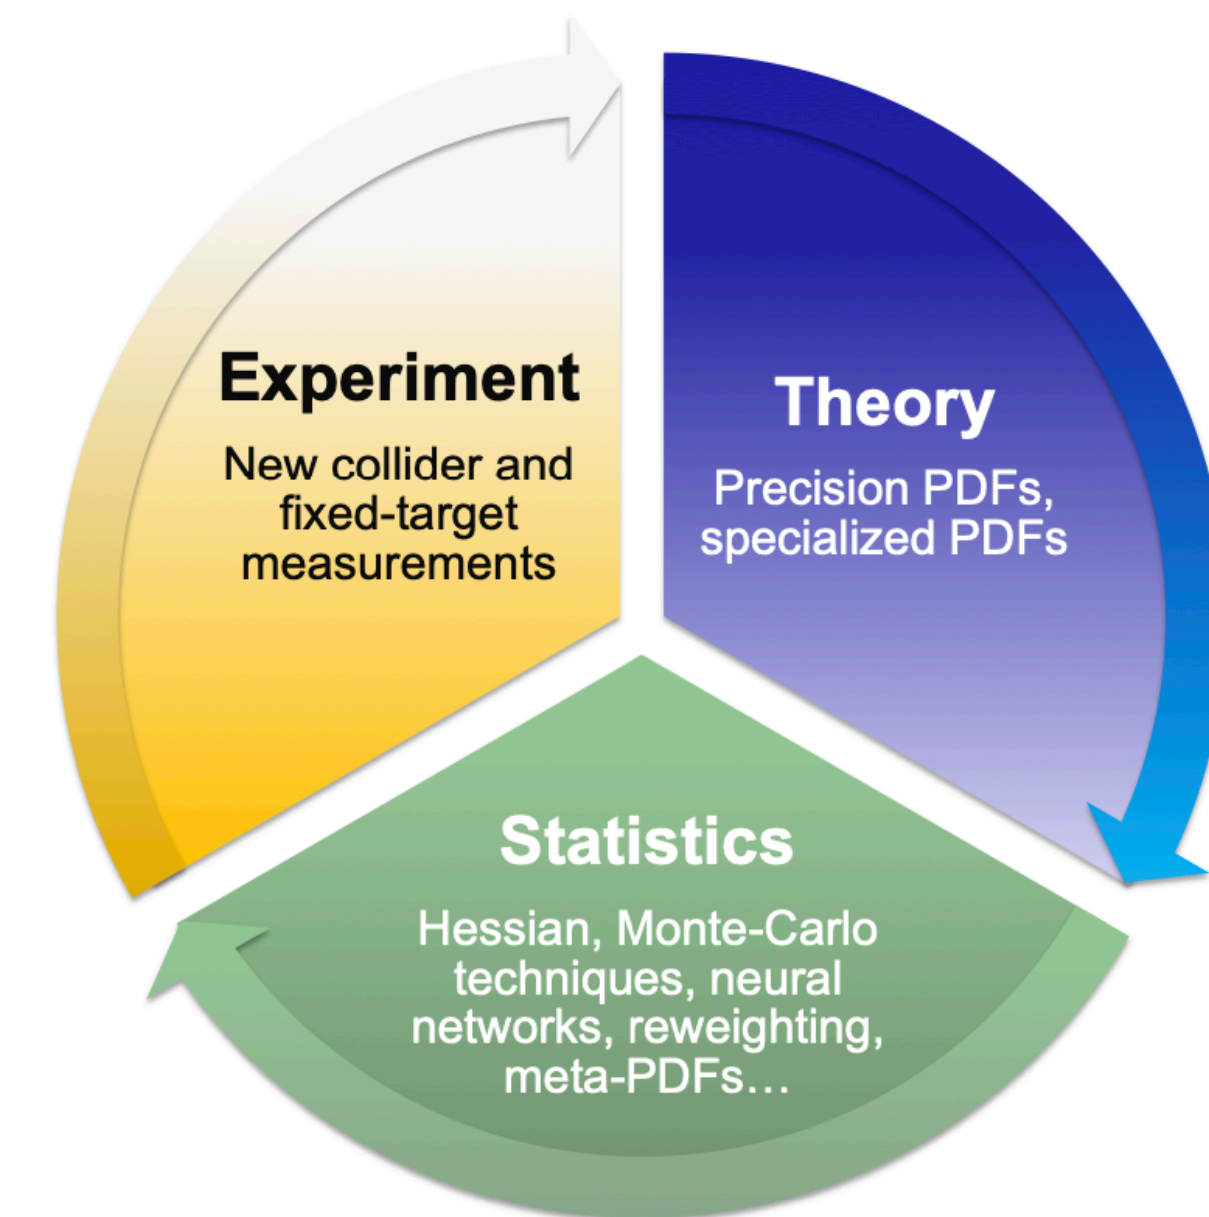 Experiment
New collider and
fixed-target
measurements
Theory
Precision PDFs,
specialized PDFs
Statistics
Hessian, Monte-Carlo
techniques, neural
networks, reweighting,
meta-PDFs…